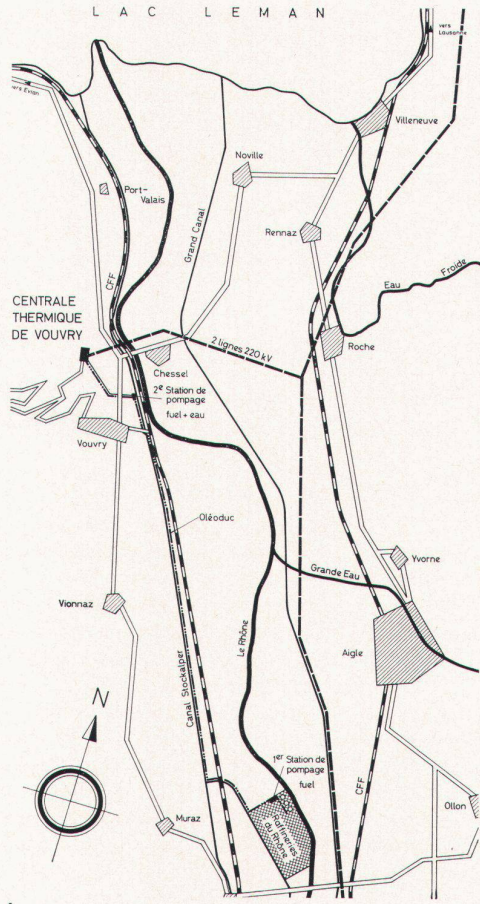 LAC LEMAN
vers
Lausanne
vers Evian
Villeneuve
Noville
Port-
Valais
Grand Canal
Rennaz
CFF
Eau Froide
CENTRALE
THERMIQUE
DE VOUVRY
2 lignes 220 kV
Roche
Chessel
2e Station de
pompage
fuel + eau
Vouvry
Oléoduc
Yvorne
Grande Eau
Vionnaz
Le Rhône
Aigle
Canal Stockalper
N
1er Station de
pompage
fuel
CFF
Ollon
Muraz
Raffineries
du Rhône